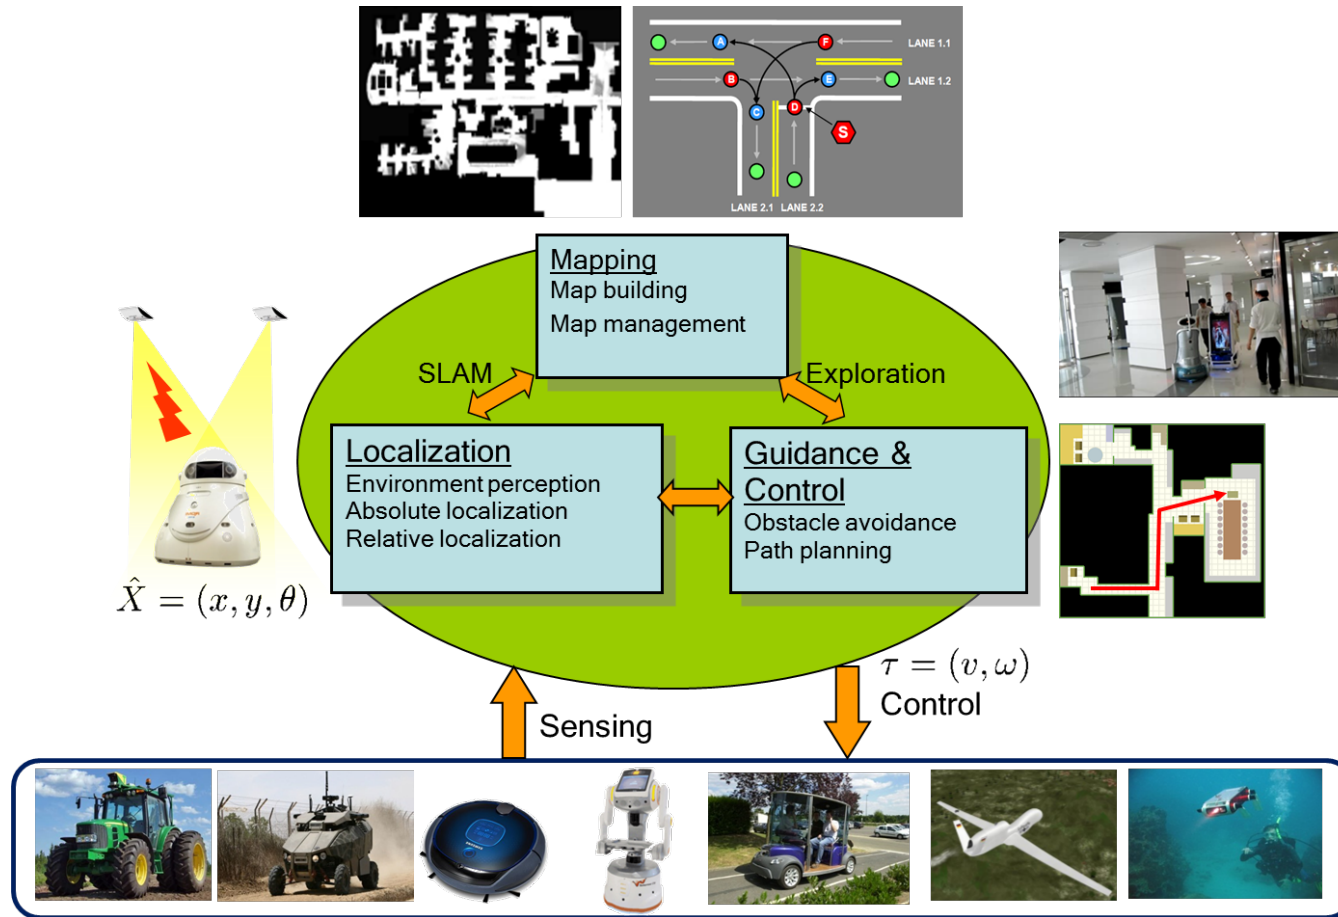 A
F
LANE 1.1
B
E
LANE 1.2
C
D
S
LANE 2.1 LANE 2.2
Mapping
Map building
Map management
SLAM
Exploration
Localization
Environment perception
Absolute localization
Relative localization
Guidance &
Control
Obstacle avoidance
Path planning
X̂ = (x, y, θ)
τ = (v, ω)
Control
Sensing